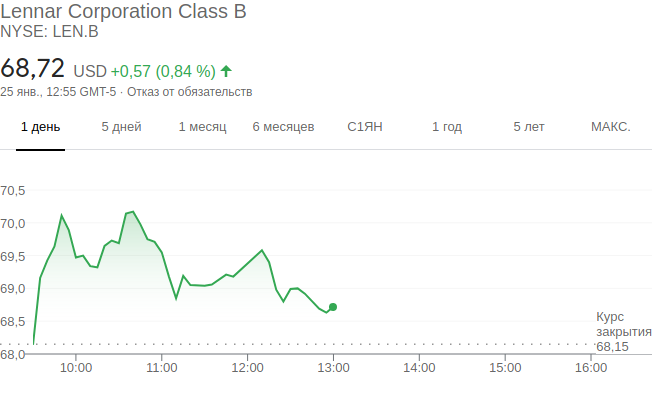 Lennar Corporation Class B
NYSE: LEN.B
68,72 USD +0,57 (0,84 %)
25 янв., 12:55 GMT-5 · Отказ от обязательств
1 день 5 дней 1 месяц 6 месяцев С1ЯН 1 год 5 лет МАКС.
70,5
70,0
69,5
69,0
68,5
68,0
Курс
закрытия
68,15
10:00 11:00 12:00 13:00 14:00 15:00 16:00